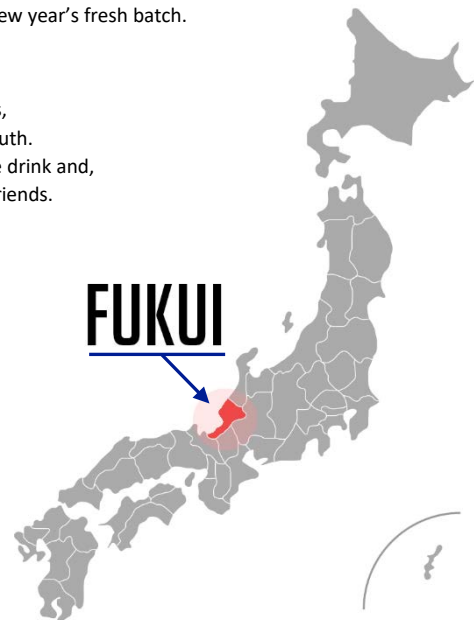 ew year’s fresh batch.
s,
uth.
e drink and,
riends.
FUKUI